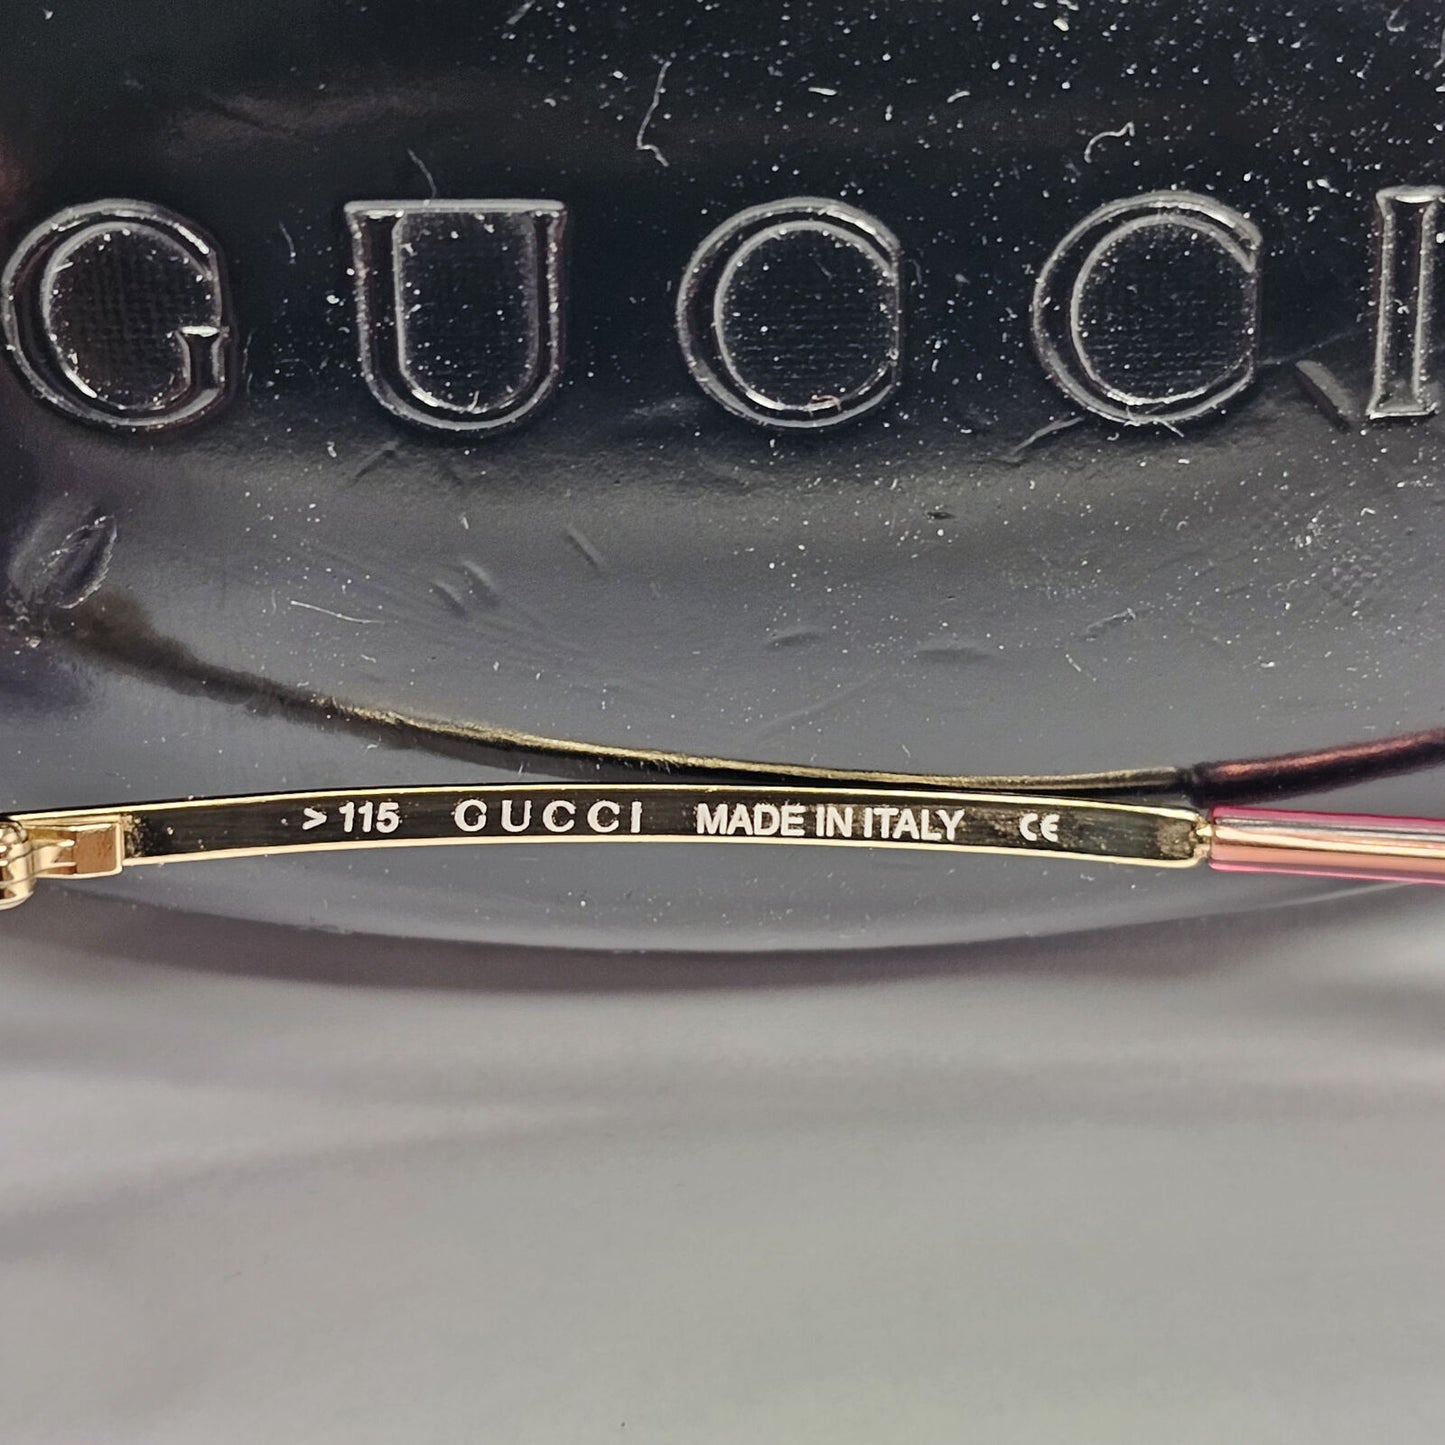 GUCCI
> 115 GUCCI MADE IN ITALY CE